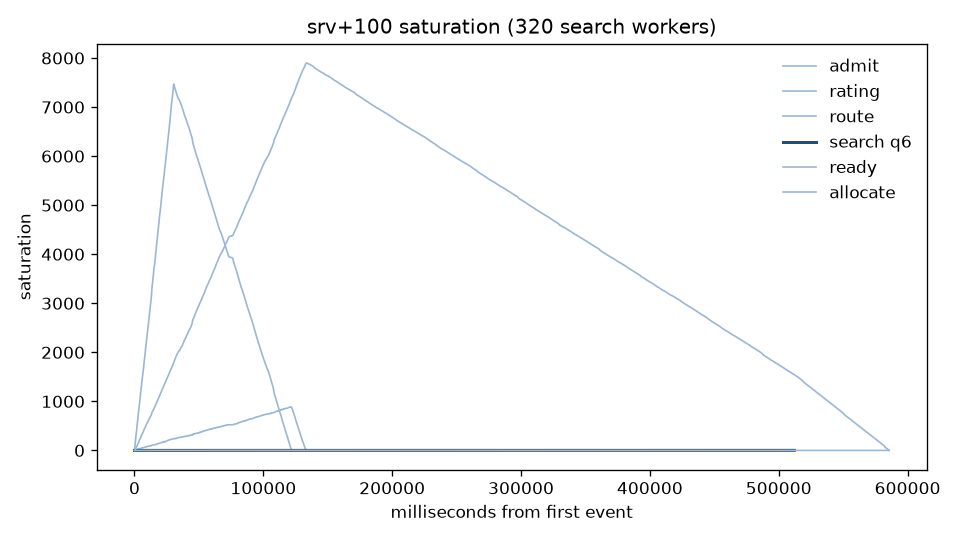 srv+100 saturation (320 search workers)
admit
rating
route
search q6
ready
allocate
saturation
8000
7000
6000
5000
4000
3000
2000
1000
0
0 100000 200000 300000 400000 500000 600000
milliseconds from first event